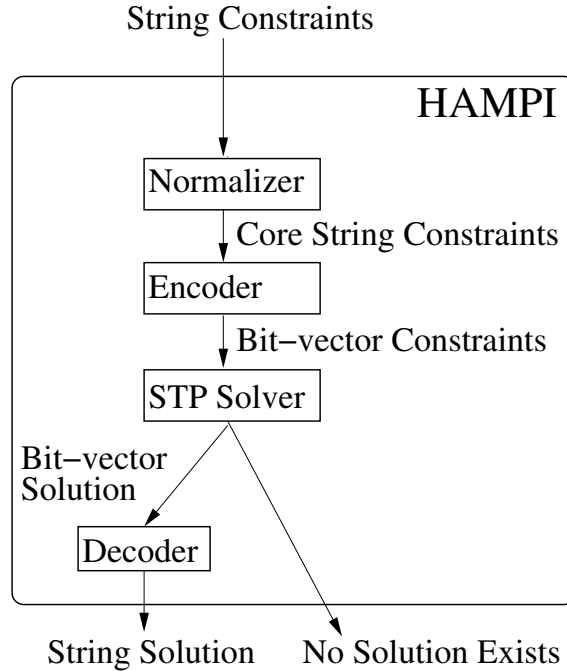 String Constraints
HAMPI
Normalizer
Core String Constraints
Encoder
Bit−vector Constraints
STP Solver
Bit−vector
Solution
Decoder
String Solution
No Solution Exists